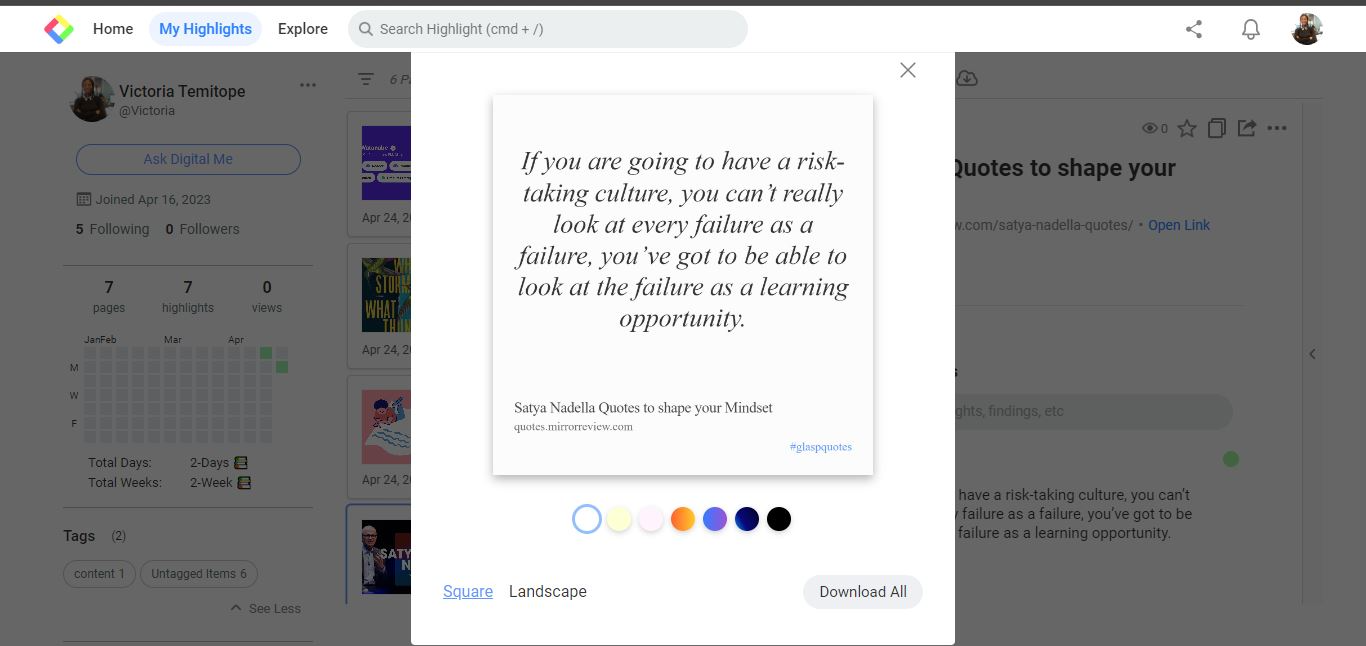 Home
My Highlights
Explore
Search Highlight (cmd + /)
Victoria Temitope
@Victoria
Ask Digital Me
Joined Apr 16, 2023
5 Following 0 Followers
7 7 0
pages highlights views
JanFeb Mar Apr
M
W
F
Total Days: 2-Days
Total Weeks: 2-Week
Tags (2)
content 1 Untagged Items 6
See Less
6 P
Apr 24, 20
Apr 24, 20
Apr 24, 20
SATY
N
If you are going to have a risk-
taking culture, you can't really
look at every failure as a
failure, you've got to be able to
look at the failure as a learning
opportunity.
Satya Nadella Quotes to shape your Mindset
quotes.mirrorreview.com
#glaspquotes
Square Landscape
Download All
0
Quotes to shape your
w.com/satya-nadella-quotes/ • Open Link
s
ghts, findings, etc
have a risk-taking culture, you can't
y failure as a failure, you've got to be
failure as a learning opportunity.